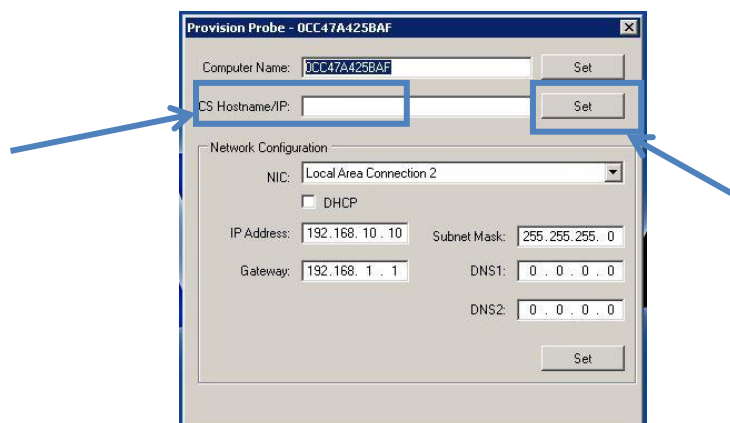 Provision Probe - 0CC47A425BAF
Computer Name: 0CC47A425BAF Set
CS Hostname/IP: Set
Network Configuration
NIC: Local Area Connection 2
DHCP
IP Address: 192.168. 10 . 10 Subnet Mask: 255.255.255. 0
Gateway: 192.168. 1 . 1 DNS1: 0 . 0 . 0 . 0
DNS2: 0 . 0 . 0 . 0
Set